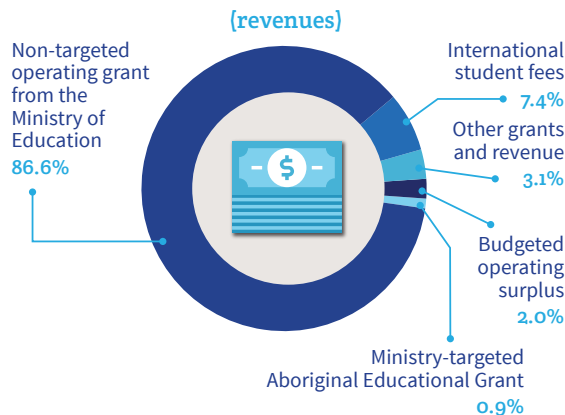 (revenues)
Non-targeted
operating grant
from the
Ministry of
Education
86.6%
International
student fees
7.4%
Other grants
and revenue
3.1%
$
Budgeted
operating
surplus
2.0%
Ministry-targeted
Aboriginal Educational Grant
0.9%